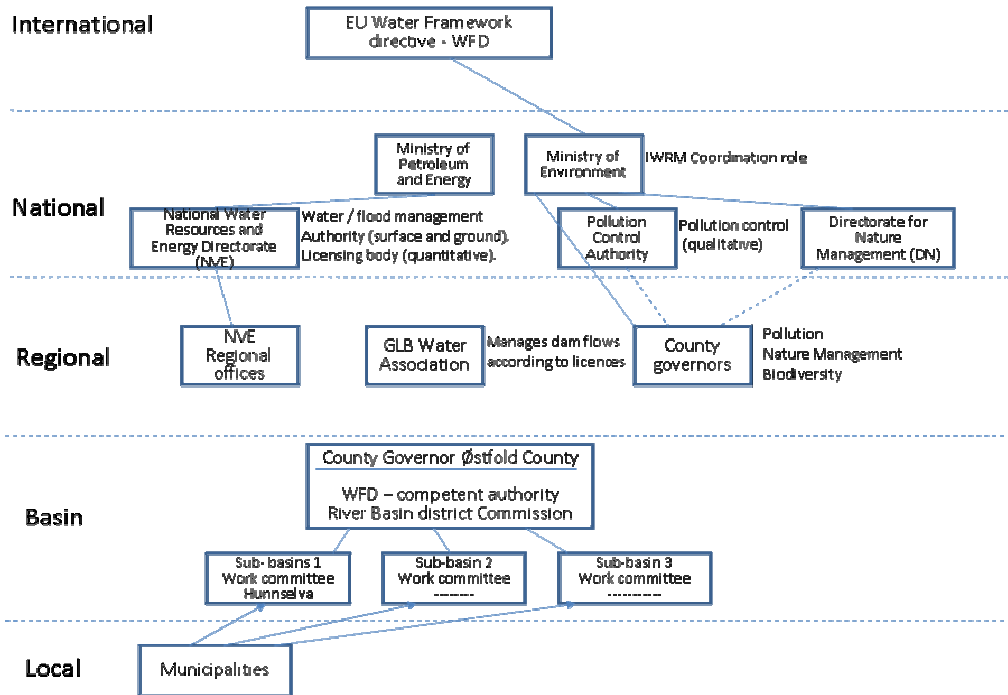 International
EU Water Framework
directive - WFD
National
Ministry of
Petroleum
and Energy
Ministry of
Environment
IWRM Coordination role
National Water
Resources and
Energy Directorate
(NVE)
Water / flood management
Authority (surface and ground).
Licensing body (quantitative).
Pollution
Control
Authority
Pollution control
(qualitative)
Directorate for
Nature
Management (DN)
Regional
NVE
Regional
offices
GLB Water
Association
Manages dam flows
according to licences
County
governors
Pollution
Nature Management
Biodiversity
Basin
County Governor Østfold County
WFD – competent authority
River Basin district Commission
Sub- basins 1
Work committee
Hunnselva
Sub-basin 2
Work committee
---------
Sub-basin 3
Work committee
-----------
Local
Municipalities